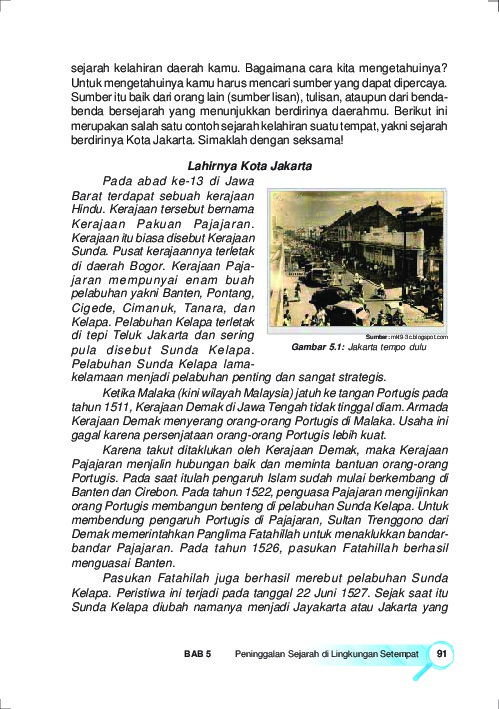 sejarah kelahiran daerah kamu. Bagaimana cara kita mengetahuinya?
Untuk mengetahuinya kamu harus mencari sumber yang dapat dipercaya.
Sumber itu baik dari orang lain (sumber lisan), tulisan, ataupun dari benda-
benda bersejarah yang menunjukkan berdirinya daerahmu. Berikut ini
merupakan salah satu contoh sejarah kelahiran suatu tempat, yakni sejarah
berdirinya Kota Jakarta. Simaklah dengan seksama!
Lahirnya Kota Jakarta
Pada abad ke-13 di Jawa
Barat terdapat sebuah kerajaan
Hindu. Kerajaan tersebut bernama
Kerajaan Pakuan Pajajaran.
Kerajaan itu biasa disebut Kerajaan
Sunda. Pusat kerajaannya terletak
di daerah Bogor. Kerajaan Paja-
jaran mempunyai enam buah
pelabuhan yakni Banten, Pontang,
Cigede, Cimanuk, Tanara, dan
Kelapa. Pelabuhan Kelapa terletak
di tepi Teluk Jakarta dan sering
pula disebut Sunda Kelapa.
Pelabuhan Sunda Kelapa lama-
kelamaan menjadi pelabuhan penting dan sangat strategis.
Sumber: mk9-3c.blogspot.com
Gambar 5.1: Jakarta tempo dulu
Ketika Malaka (kini wilayah Malaysia) jatuh ke tangan Portugis pada
tahun 1511, Kerajaan Demak di Jawa Tengah tidak tinggal diam. Armada
Kerajaan Demak menyerang orang-orang Portugis di Malaka. Usaha ini
gagal karena persenjataan orang-orang Portugis lebih kuat.
Karena takut ditaklukan oleh Kerajaan Demak, maka Kerajaan
Pajajaran menjalin hubungan baik dan meminta bantuan orang-orang
Portugis. Pada saat itulah pengaruh Islam sudah mulai berkembang di
Banten dan Cirebon. Pada tahun 1522, penguasa Pajajaran mengijinkan
orang Portugis membangun benteng di pelabuhan Sunda Kelapa. Untuk
membendung pengaruh Portugis di Pajajaran, Sultan Trenggono dari
Demak memerintahkan Panglima Fatahillah untuk menaklukkan bandar-
bandar Pajajaran. Pada tahun 1526, pasukan Fatahillah berhasil
menguasai Banten.
Pasukan Fatahilah juga berhasil merebut pelabuhan Sunda
Kelapa. Peristiwa ini terjadi pada tanggal 22 Juni 1527. Sejak saat itu
Sunda Kelapa diubah namanya menjadi Jayakarta atau Jakarta yang
BAB 5 Peninggalan Sejarah di Lingkungan Setempat 91